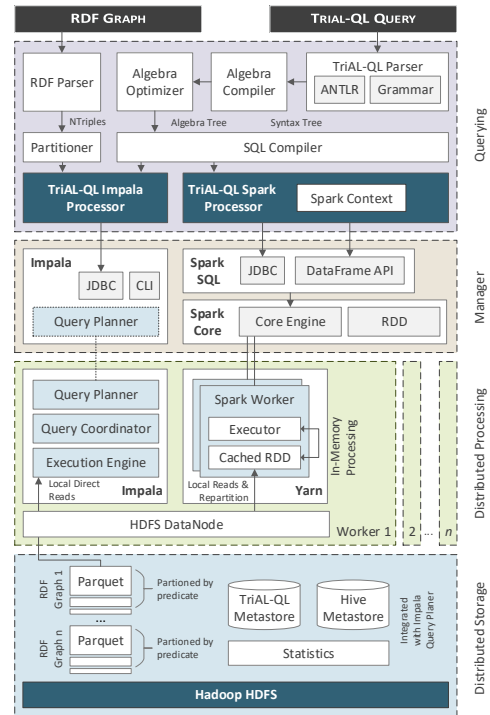 RDF GRAPH
TRIAL-QL QUERY
RDF Parser
Algebra
Optimizer
Algebra
Compiler
TriAL-QL Parser
ANTLR
Grammar
NTriples
Algebra Tree
Syntax Tree
Partitioner
SQL Compiler
TriAL-QL Impala
Processor
TriAL-QL Spark
Processor
Spark Context
Querying
Impala
JDBC
CLI
Query Planner
Spark
SQL
JDBC
DataFrame API
Spark
Core
Core Engine
RDD
Manager
Query Planner
Query Coordinator
Execution Engine
Local Direct
Reads
Impala
Spark Worker
Executor
Cached RDD
Local Reads &
Repartition
Yarn
In-Memory
Processing
HDFS DataNode
Worker 1
2
...
n
Distributed Processing
RDF
Graph 1
Parquet
Partioned by
predicate
...
RDF
Graph n
Parquet
Partioned by
predicate
TriAL-QL
Metastore
Hive
Metastore
Statistics
Integrated
with Impala
Query Planer
Hadoop HDFS
Distributed Storage